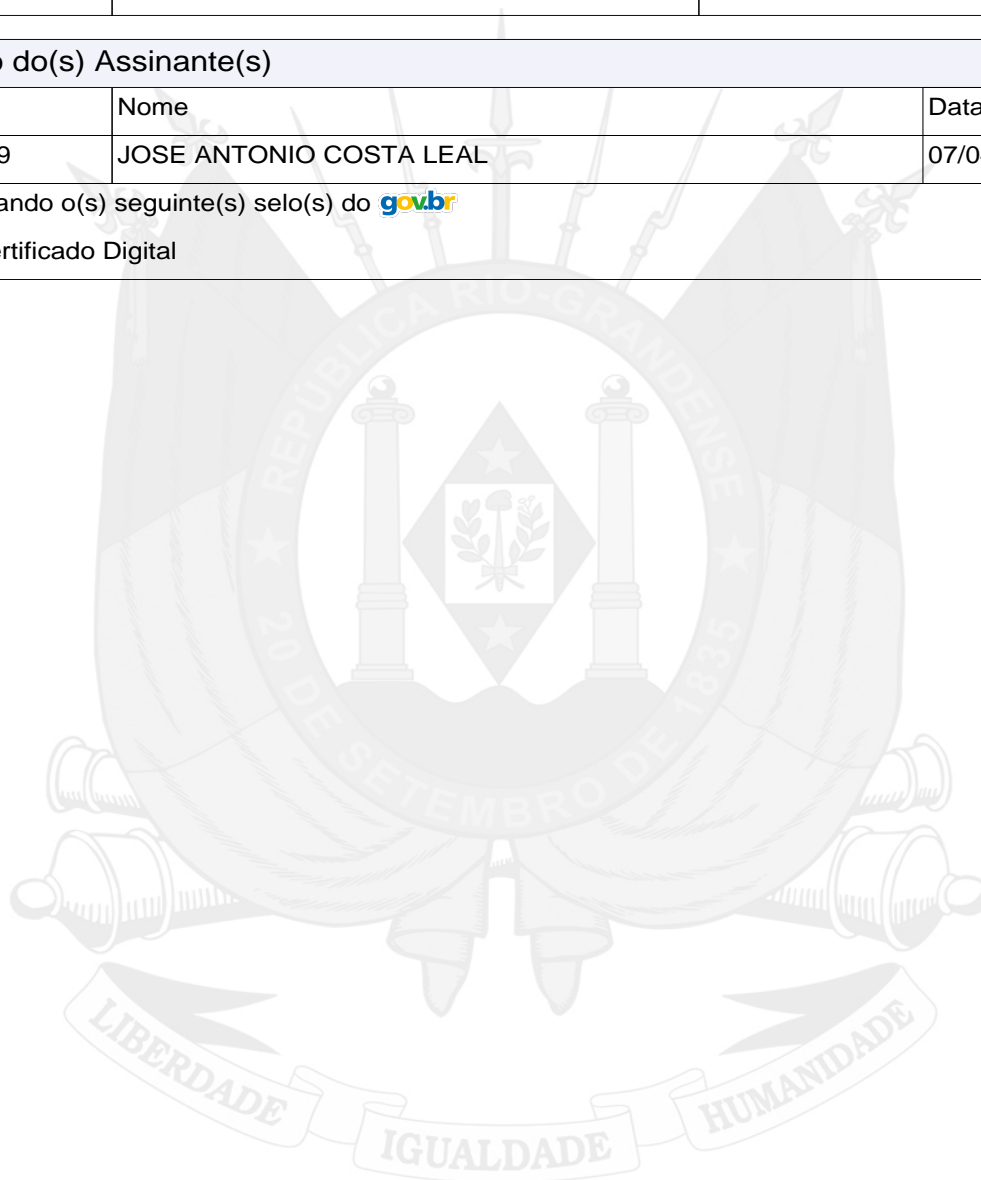 o do(s) Assinante(s)
Nome
Data
9
JOSE ANTONIO COSTA LEAL
07/0
ando o(s) seguinte(s) selo(s) do gov.br
ertificado Digital
REPÚBLICA RIO-GRANDENSE
20 DE SETEMBRO DE 1835
LIBERDADE
IGUALDADE
HUMANIDADE